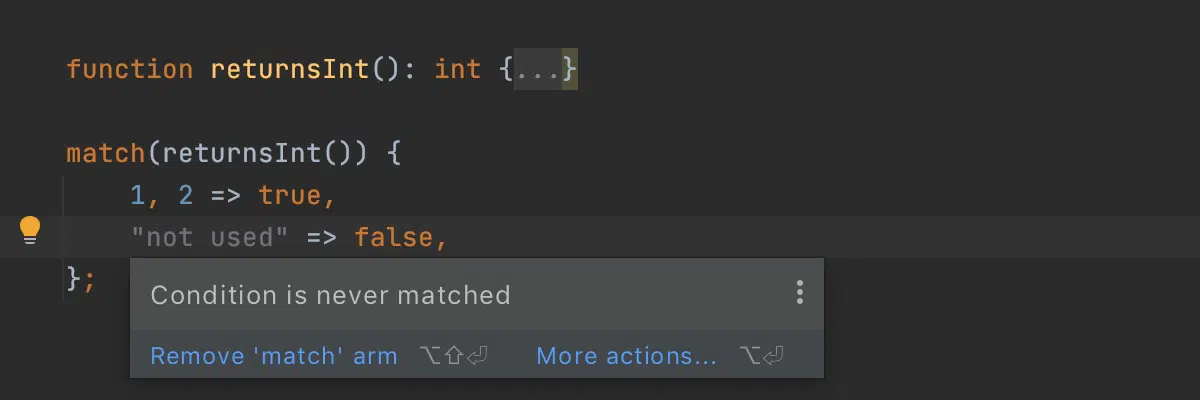 function returnsInt(): int {...}
match(returnsInt()) {
1, 2 => true,
"not used" => false,
};
Condition is never matched
Remove 'match' arm ⌥⇧⏎ More actions... ⌥⏎